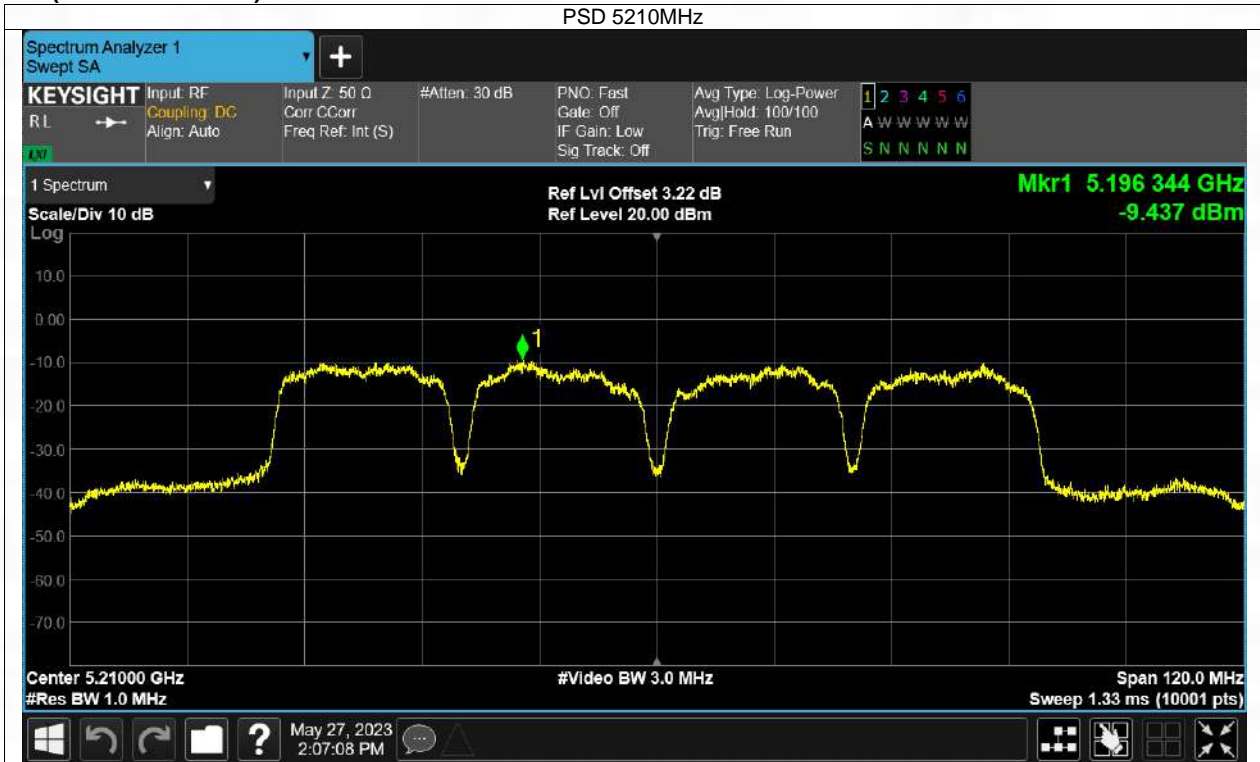 PSD 5210MHz
Spectrum Analyzer 1
Swept SA
KEYSIGHT
RL
LXI
Input: RF
Coupling: DC
Align: Auto
Input Z: 50 Ω
Corr CCorr
Freq Ref: Int (S)
#Atten: 30 dB
PNO: Fast
Gate: Off
IF Gain: Low
Sig Track: Off
Avg Type: Log-Power
Avg|Hold: 100/100
Trig: Free Run
1 2 3 4 5 6
A W W W W W
S N N N N N
1 Spectrum
Scale/Div 10 dB
Log
Ref Lvl Offset 3.22 dB
Ref Level 20.00 dBm
Mkr1 5.196 344 GHz
-9.437 dBm
10.0
0.00
-10.0
-20.0
-30.0
-40.0
-50.0
-60.0
-70.0
1
Center 5.21000 GHz
#Res BW 1.0 MHz
#Video BW 3.0 MHz
Span 120.0 MHz
Sweep 1.33 ms (10001 pts)
?
May 27, 2023
2:07:08 PM